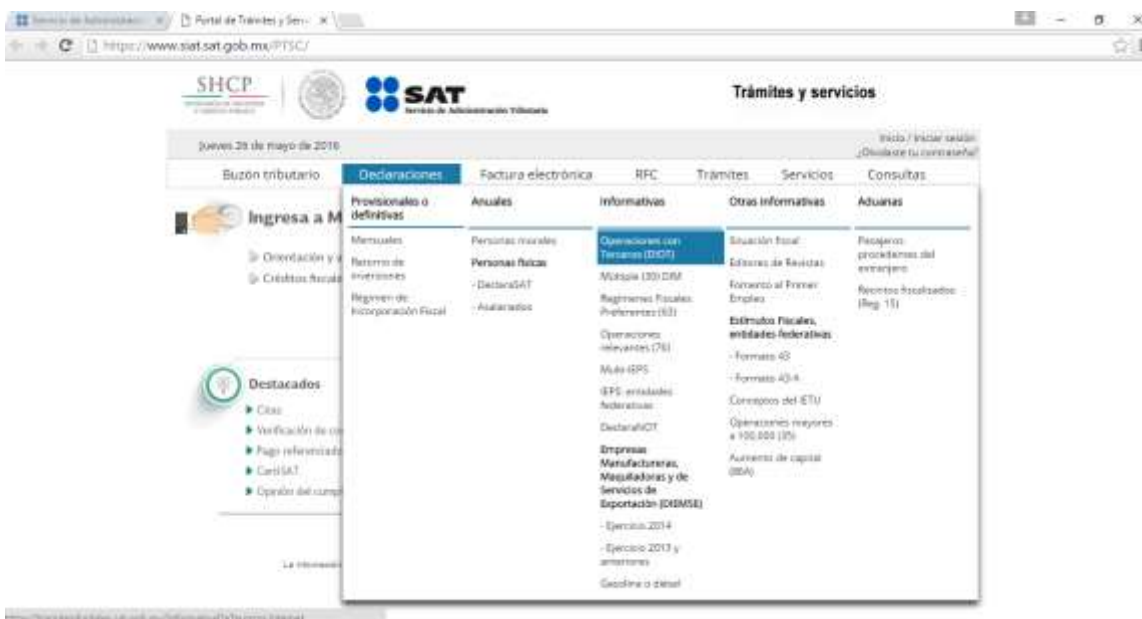 Portal de Trámites y Serv
https://www.siat.sat.gob.mx/PTSC/
SHCP
SAT
Servicio de Administración Tributaria
Trámites y servicios
Jueves 26 de mayo de 2016
Inicio / Iniciar sesión
¿Olvidaste tu contraseña?
Buzón tributario
Declaraciones
Factura electrónica
RFC
Trámites
Servicios
Consultas
Ingresa a M
Orientación y
Créditos fiscale
Destacados
Citas
Verificación de
Pago referenciado
CertiSAT
Opinión del cump
La información
Provisionales o
definitivas
Mensuales
Retorno de
inversiones
Régimen de
Incorporación Fiscal
Anuales
Personas morales
Personas físicas
- DeclaraSAT
- Asalariados
Informativas
Operaciones con
Terceros (DIOT)
Múltiple (30) DIM
Regímenes Fiscales
Preferentes (63)
Operaciones
relevantes (76)
Multi-IEPS
IEPS: entidades
federativas
DeclaraNOT
Empresas
Manufactureras,
Maquiladoras y de
Servicios de
Exportación (DIEMSE)
- Ejercicio 2014
- Ejercicio 2013 y
anteriores
Gasolina o diesel
Otras informativas
Situación fiscal
Editores de Revistas
Fomento al Primer
Empleo
Estímulos Fiscales,
entidades federativas
- Formato 43
- Formato 43-A
Conceptos del IETU
Operaciones mayores
a 100,000 (35)
Aumento de capital
(86A)
Aduanas
Pasajeros
procedentes del
extranjero
Recintos fiscalizados
(Reg. 15)